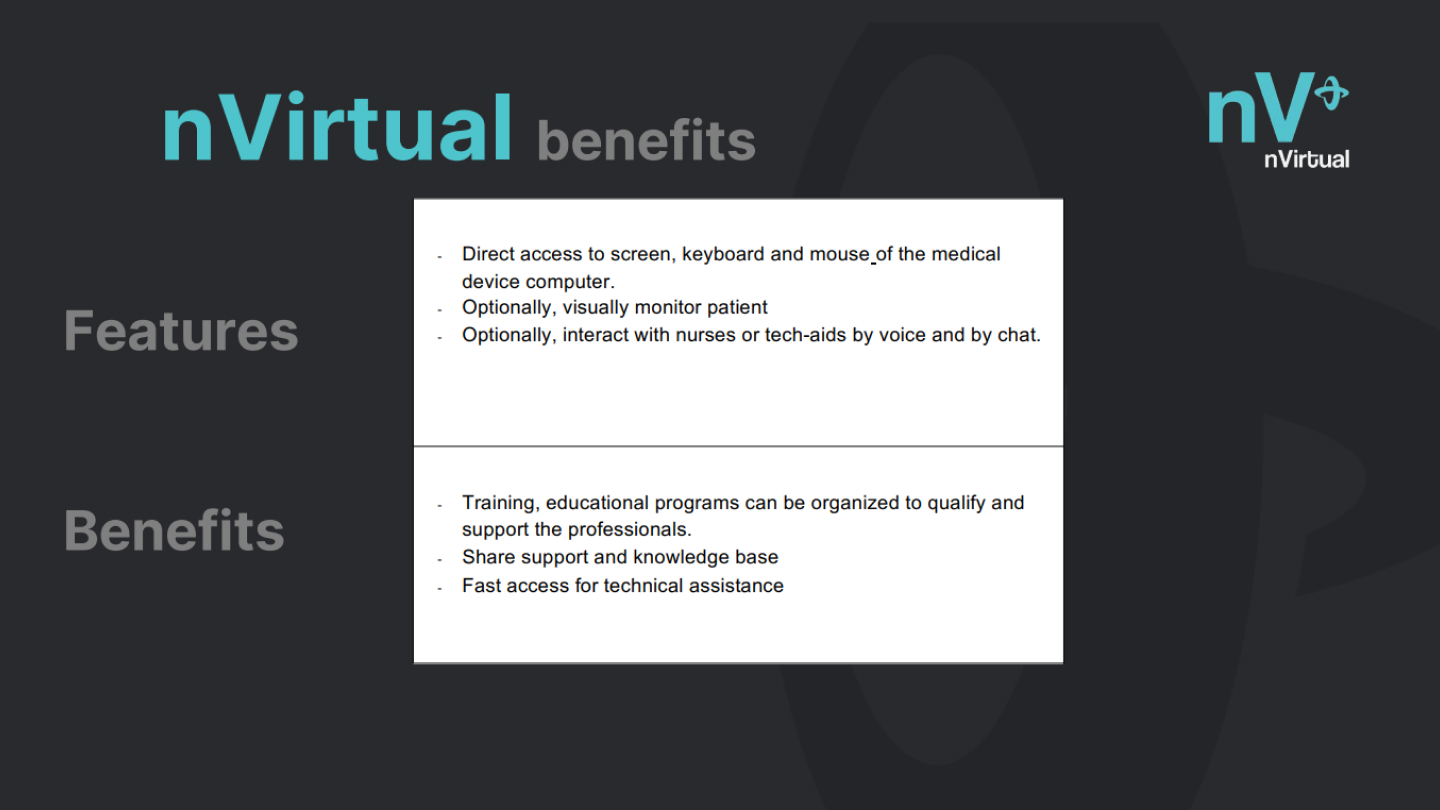 nVirtual benefits
nV
nVirtual
- Direct access to screen, keyboard and mouse of the medical
device computer.
- Optionally, visually monitor patient
- Optionally, interact with nurses or tech-aids by voice and by chat.
Features
- Training, educational programs can be organized to qualify and
support the professionals.
- Share support and knowledge base
- Fast access for technical assistance
Benefits